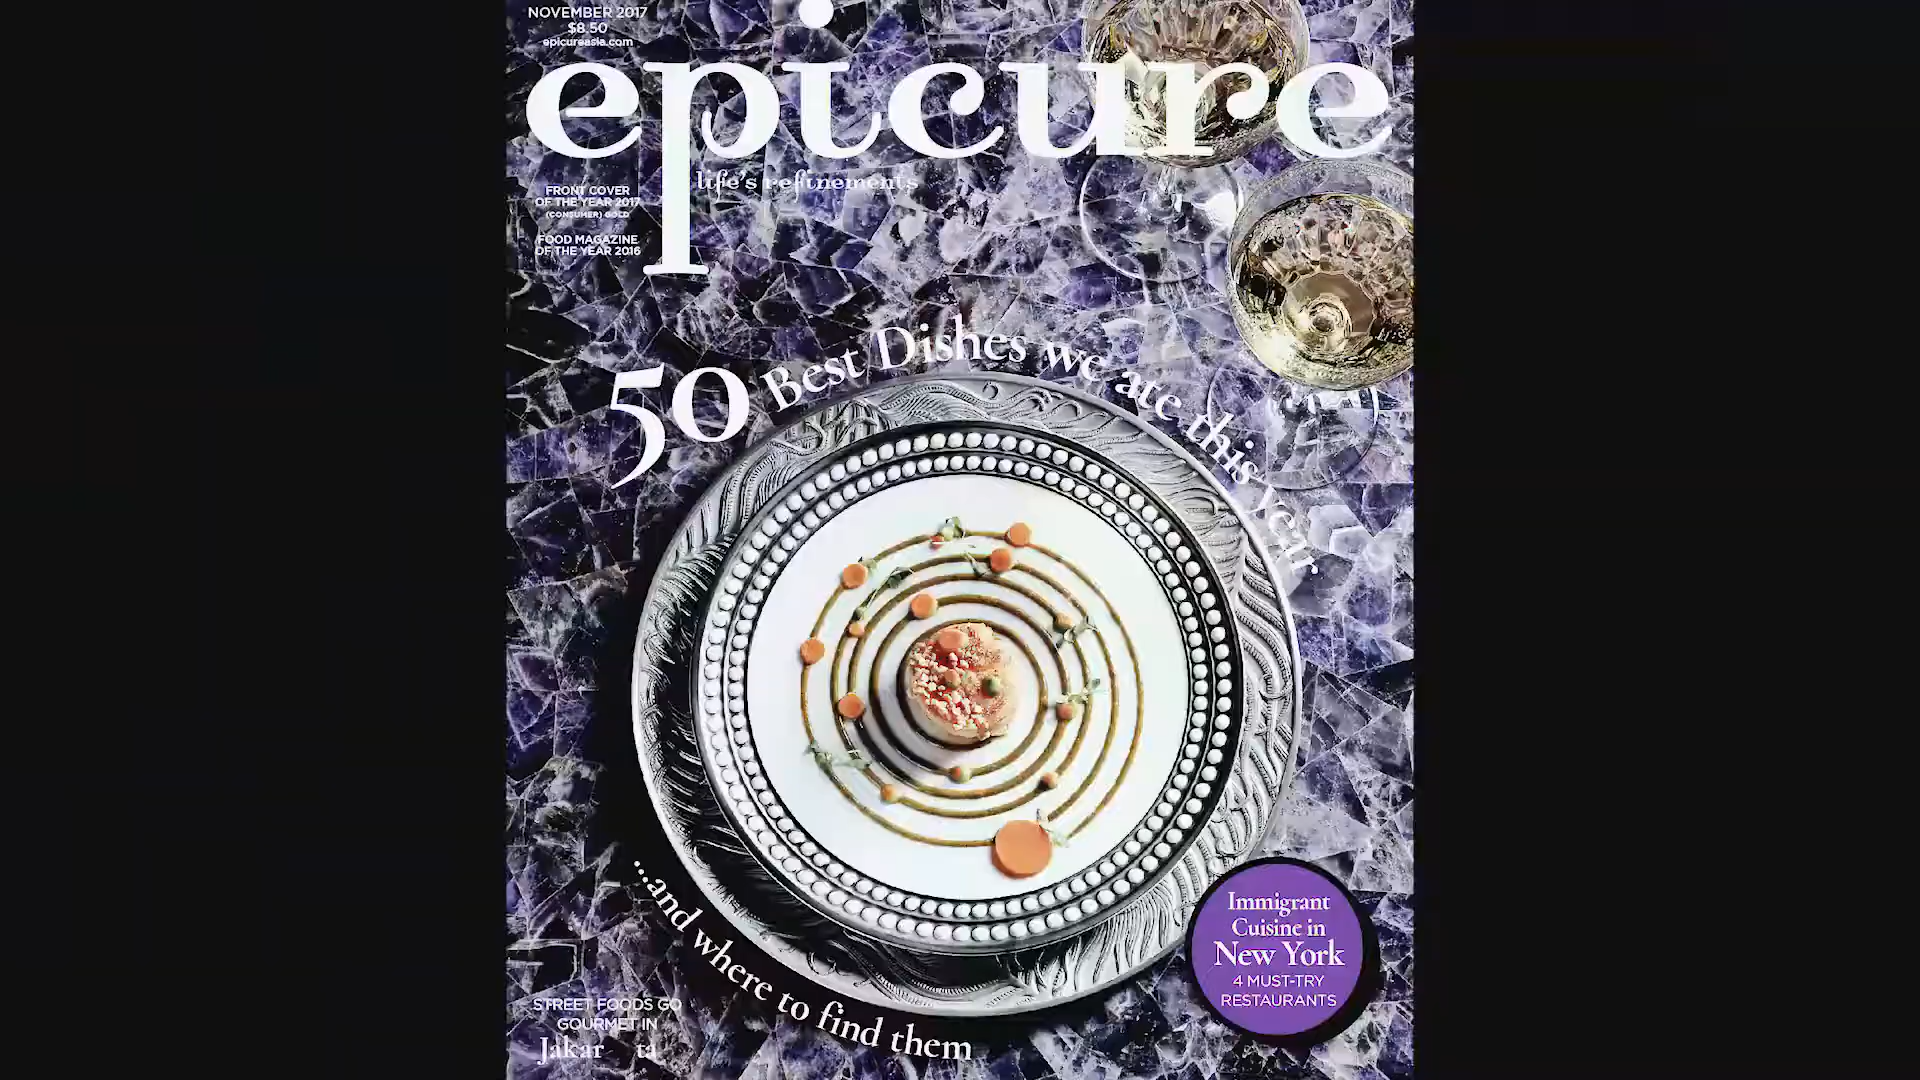 NOVEMBER 2017
$8.50
epicureasia.com
epicure
life's refinements
FRONT COVER
OF THE YEAR 2017
(CONSUMER) GOLD
FOOD MAGAZINE
OF THE YEAR 2016
50 Best Dishes we ate this year
...and where to find them
Immigrant
Cuisine in
New York
4 MUST-TRY
RESTAURANTS
STREET FOODS GO
GOURMET IN
Jakar ta